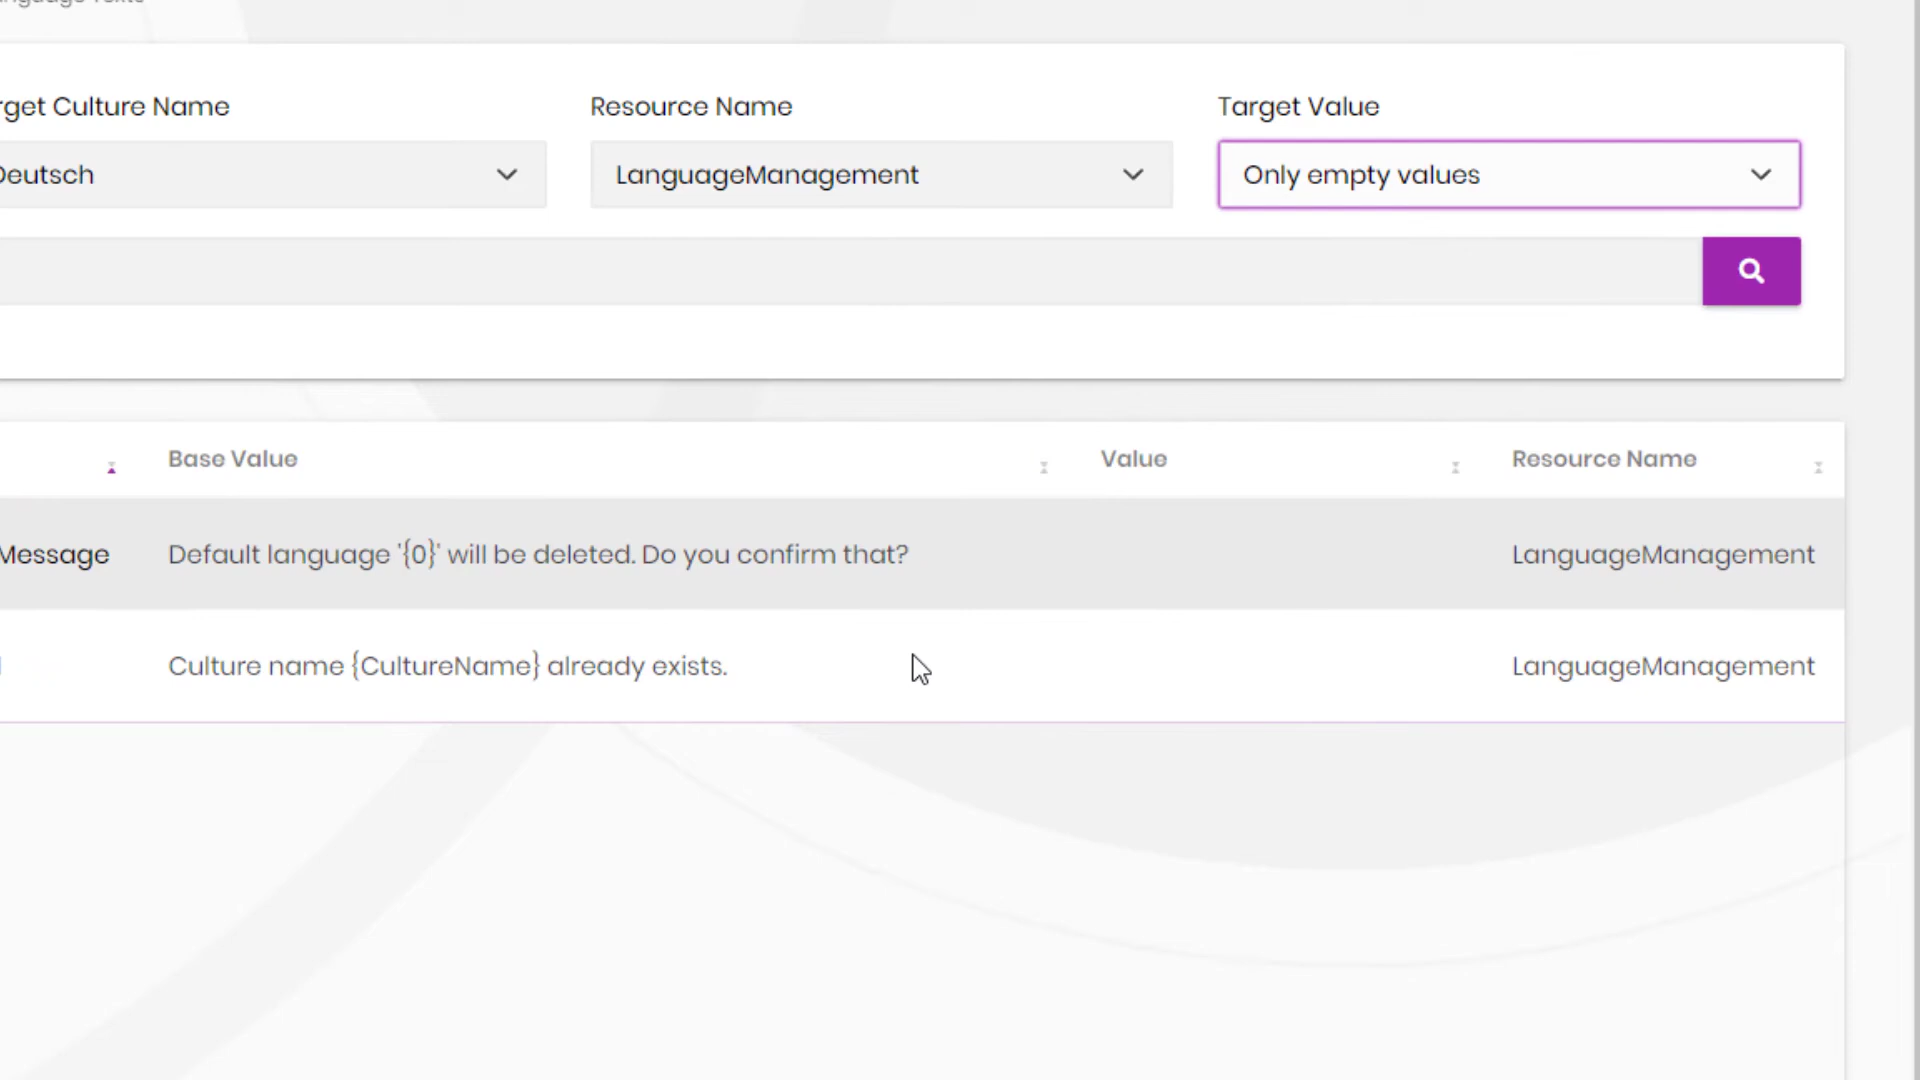 rget Culture Name Resource Name Target Value
Deutsch LanguageManagement Only empty values
Base Value Value Resource Name
Message Default language '{0}' will be deleted. Do you confirm that? LanguageManagement
Culture name {CultureName} already exists. LanguageManagement